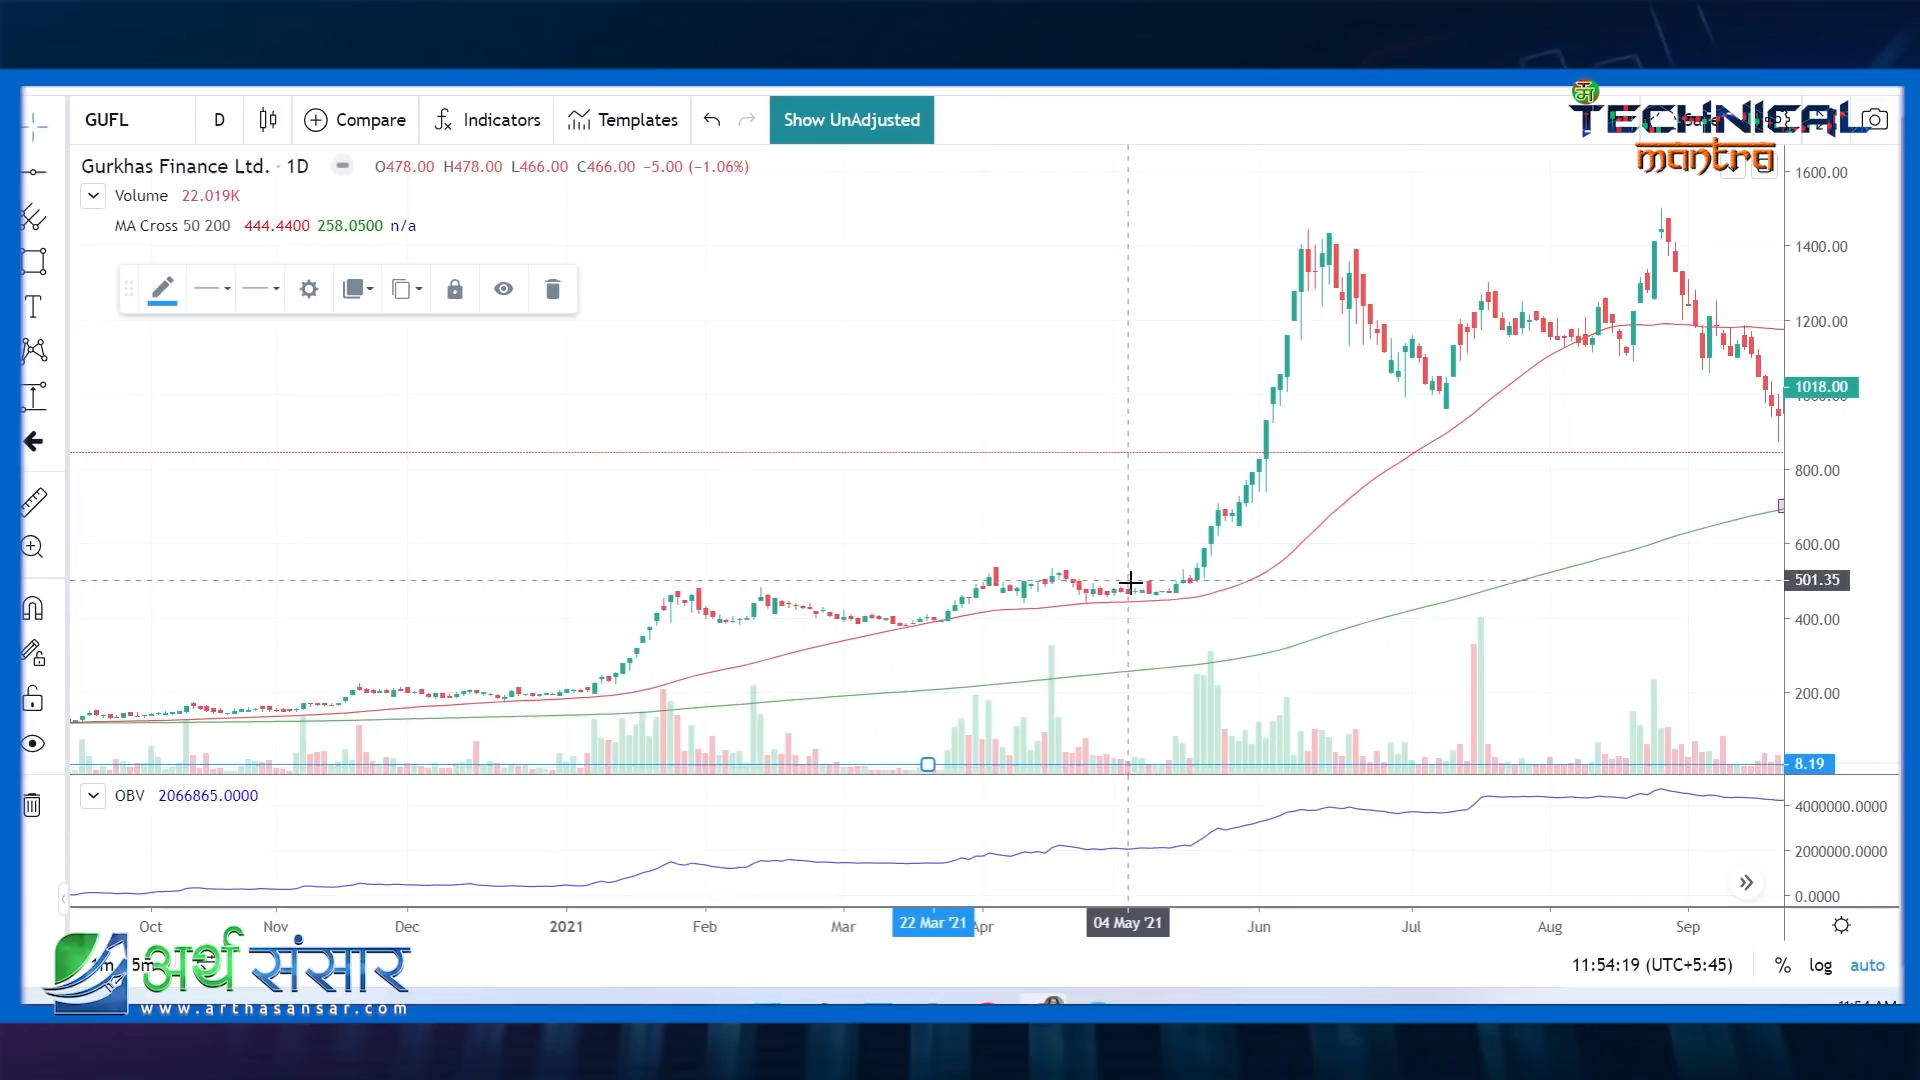 GUFL D Compare Indicators Templates Show UnAdjusted
TECHNICAL
mantra
Gurkhas Finance Ltd. · 1D O478.00 H478.00 L466.00 C466.00 −5.00 (−1.06%)
Volume 22.019K
MA Cross 50 200 444.4400 258.0500 n/a
1600.00
1400.00
1200.00
1018.00
1000.00
800.00
600.00
501.35
400.00
200.00
8.19
OBV 2066865.0000
4000000.0000
2000000.0000
0.0000
Oct Nov Dec 2021 Feb Mar 22 Mar '21 Apr 04 May '21 Jun Jul Aug Sep
5m
अर्थ संसार
www.arthasansar.com
11:54:19 (UTC+5:45) % log auto